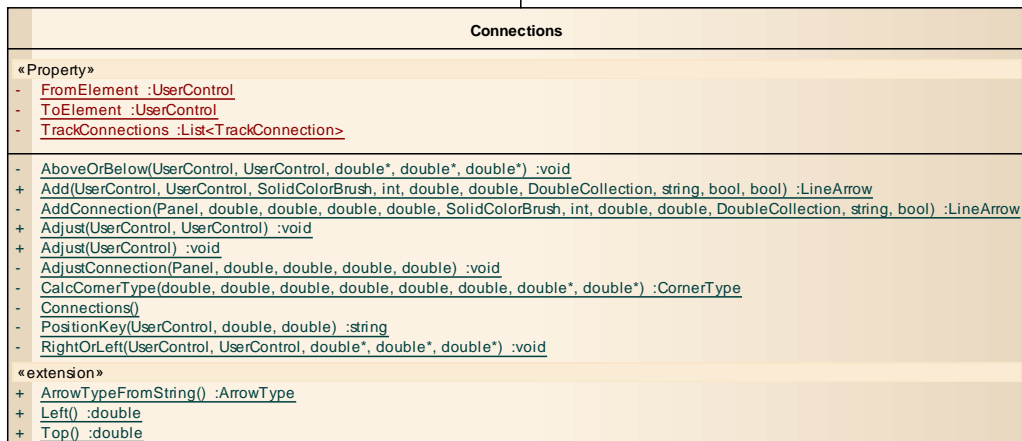 Connections
«Property»
- FromElement :UserControl
- ToElement :UserControl
- TrackConnections :List<TrackConnection>
- AboveOrBelow(UserControl, UserControl, double*, double*, double*) :void
+ Add(UserControl, UserControl, SolidColorBrush, int, double, double, DoubleCollection, string, bool, bool) :LineArrow
- AddConnection(Panel, double, double, double, double, SolidColorBrush, int, double, double, DoubleCollection, string, bool) :LineArrow
+ Adjust(UserControl, UserControl) :void
+ Adjust(UserControl) :void
- AdjustConnection(Panel, double, double, double, double) :void
- CalcCornerType(double, double, double, double, double, double, double*, double*) :CornerType
- Connections()
- PositionKey(UserControl, double, double) :string
- RightOrLeft(UserControl, UserControl, double*, double*, double*) :void
«extension»
+ ArrowTypeFromString() :ArrowType
+ Left() :double
+ Top() :double